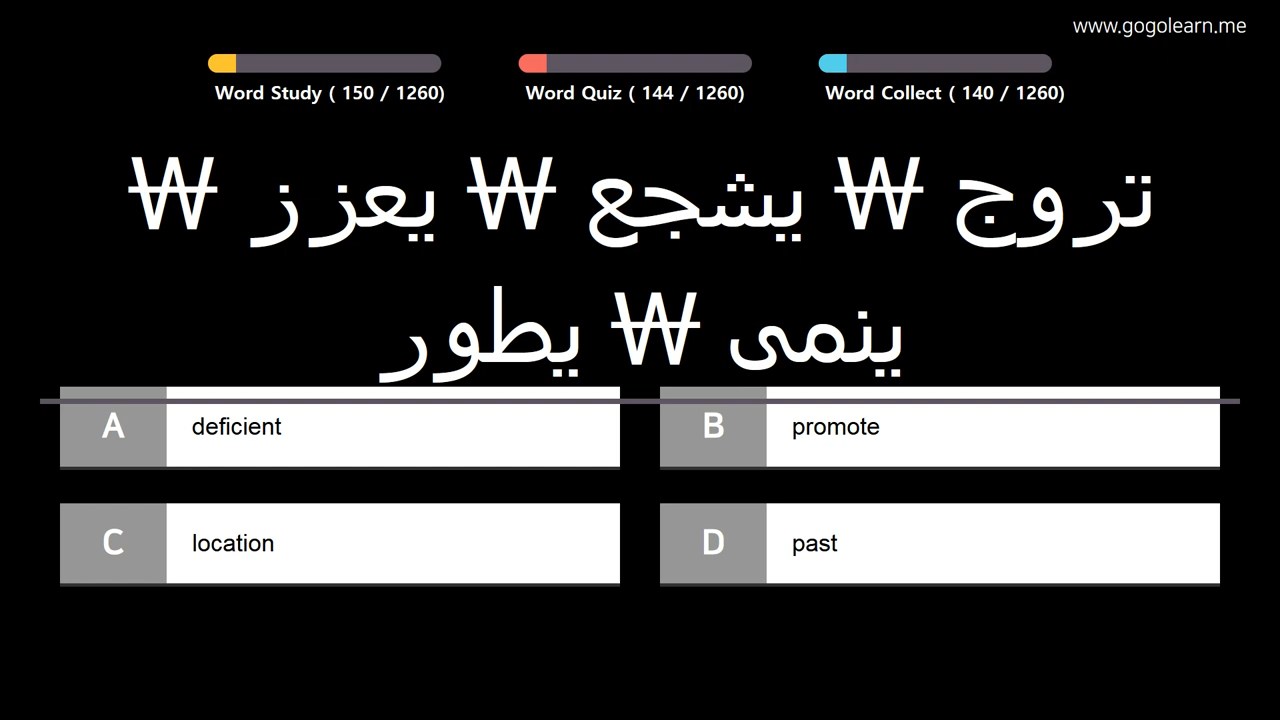 www.gogolearn.me
Word Study ( 150 / 1260)
Word Quiz ( 144 / 1260)
Word Collect ( 140 / 1260)
تروج ₩ يشجع ₩ يعزز ₩
ينمى ₩ يطور
A deficient
B promote
C location
D past